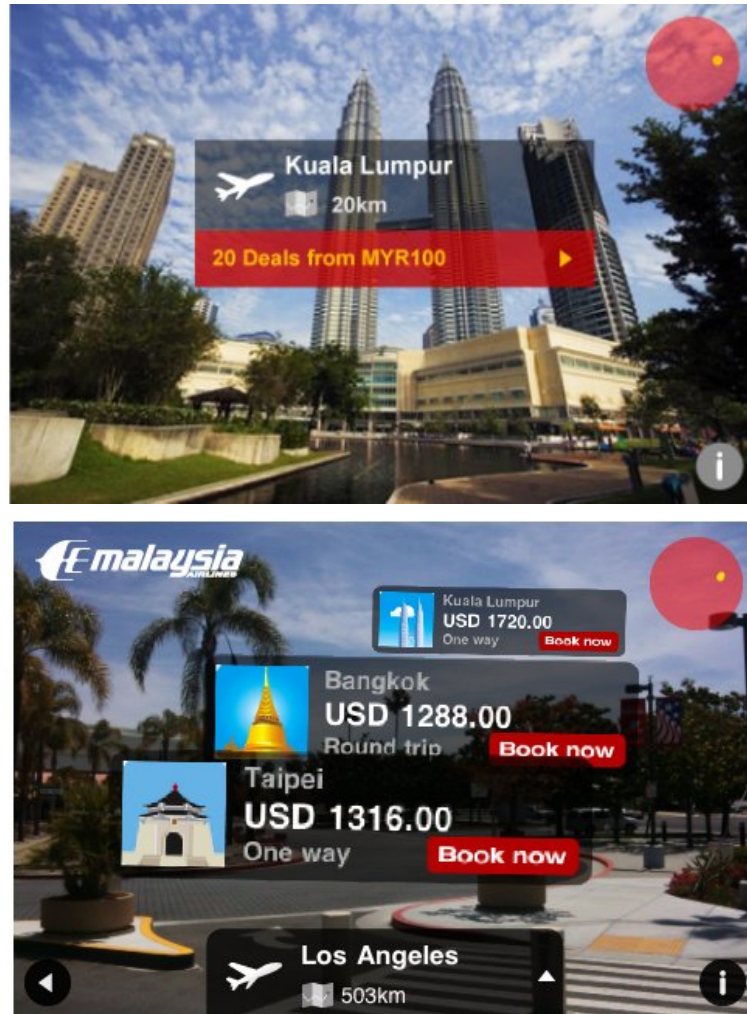 Kuala Lumpur
20km
20 Deals from MYR100
i
malaysia
AIRLINES
Kuala Lumpur
USD 1720.00
One way
Book now
Bangkok
USD 1288.00
Round trip
Book now
Taipei
USD 1316.00
One way
Book now
Los Angeles
503km
i